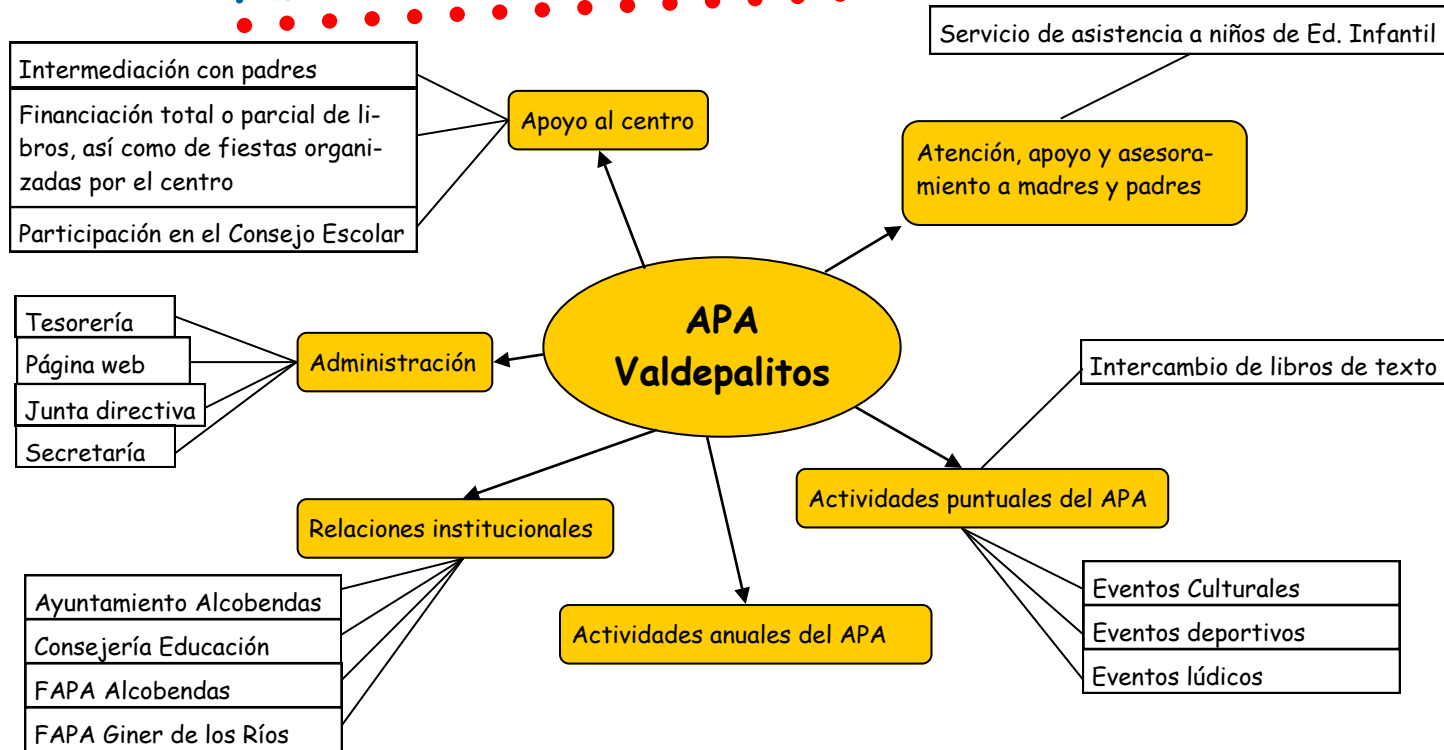 Servicio de asistencia a niños de Ed. Infantil
Intermediación con padres
Financiación total o parcial de li-
bros, así como de fiestas organi-
zadas por el centro
Participación en el Consejo Escolar
Apoyo al centro
Atención, apoyo y asesora-
miento a madres y padres
APA
Valdepalitos
Tesorería
Página web
Junta directiva
Secretaría
Administración
Intercambio de libros de texto
Actividades puntuales del APA
Relaciones institucionales
Ayuntamiento Alcobendas
Consejería Educación
FAPA Alcobendas
FAPA Giner de los Ríos
Actividades anuales del APA
Eventos Culturales
Eventos deportivos
Eventos lúdicos